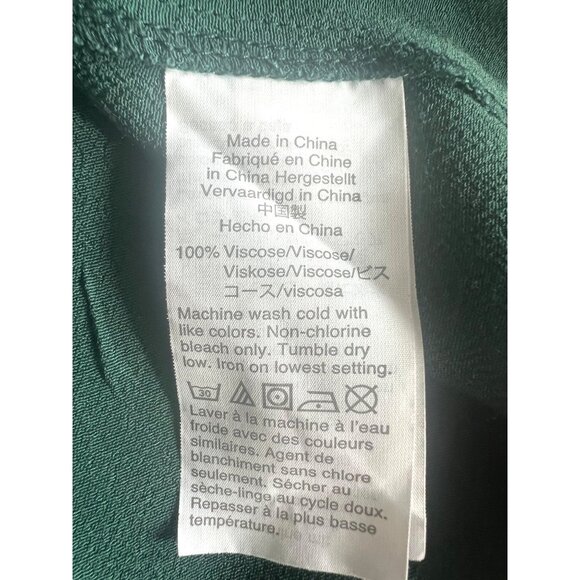 Made in China
Fabriqué en Chine
in China Hergestellt
Vervaardigd in China
中国製
Hecho en China
100% Viscose/Viscose/
Viskose/Viscose/ビス
コース/viscosa
Machine wash cold with
like colors. Non-chlorine
bleach only. Tumble dry
low. Iron on lowest setting.
30
Laver à la machine à l'eau
froide avec des couleurs
similaires. Agent de
blanchiment sans chlore
seulement. Sécher au
sèche-linge au cycle doux.
Repasser à la plus basse
température.